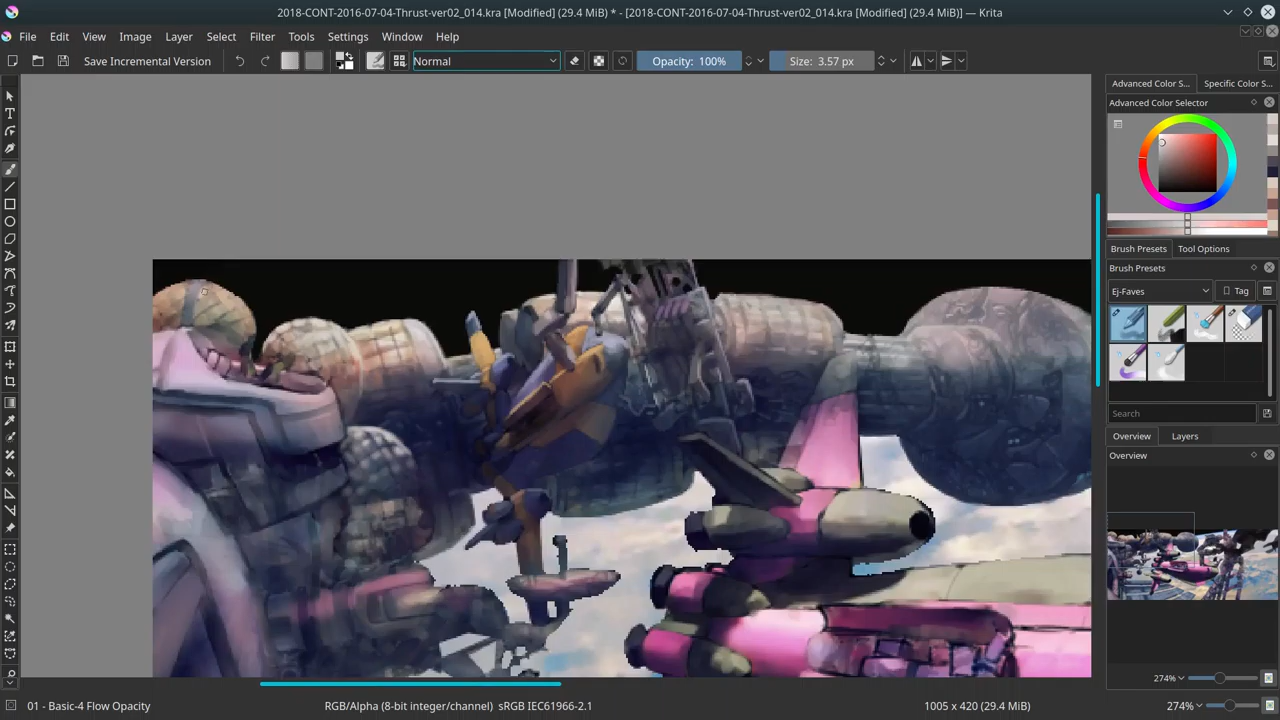 2018-CONT-2016-07-04-Thrust-ver02_014.kra [Modified] (29.4 MiB) * - [2018-CONT-2016-07-04-Thrust-ver02_014.kra [Modified] (29.4 MiB)] — Krita
File Edit View Image Layer Select Filter Tools Settings Window Help
Save Incremental Version Normal Opacity: 100% Size: 3.57 px
Advanced Color S... Specific Color S...
Advanced Color Selector
Brush Presets Tool Options
Brush Presets
Ej-Faves Tag
Search
Overview Layers
Overview
274%
01 - Basic-4 Flow Opacity RGB/Alpha (8-bit integer/channel) sRGB IEC61966-2.1 1005 x 420 (29.4 MiB) 274%